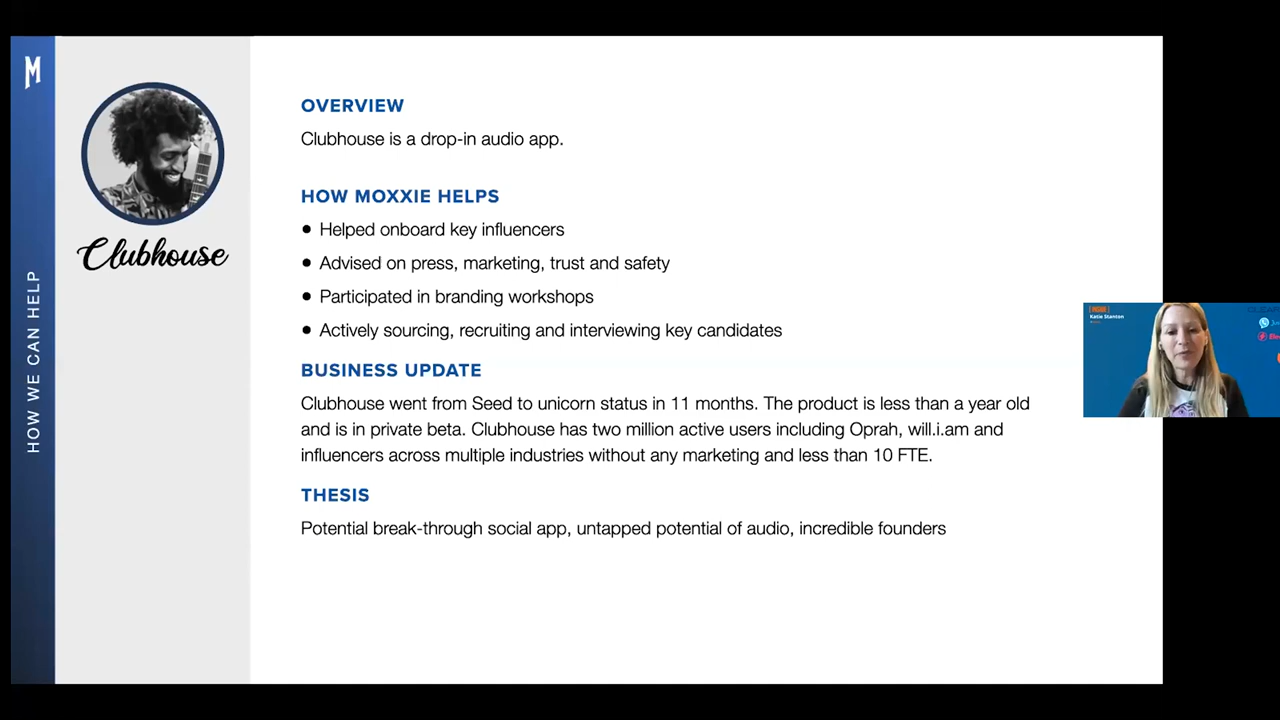 M
HOW WE CAN HELP
Clubhouse
OVERVIEW
Clubhouse is a drop-in audio app.
HOW MOXXIE HELPS
● Helped onboard key influencers
● Advised on press, marketing, trust and safety
● Participated in branding workshops
● Actively sourcing, recruiting and interviewing key candidates
BUSINESS UPDATE
Clubhouse went from Seed to unicorn status in 11 months. The product is less than a year old
and is in private beta. Clubhouse has two million active users including Oprah, will.i.am and
influencers across multiple industries without any marketing and less than 10 FTE.
THESIS
Potential break-through social app, untapped potential of audio, incredible founders
Katie Stanton